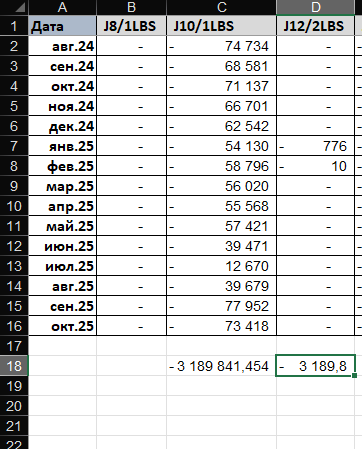 A B C D
1 Дата J8/1LBS J10/1LBS J12/2LBS
2 авг.24 - - 74 734 -
3 сен.24 - - 68 581 -
4 окт.24 - - 71 137 -
5 ноя.24 - - 66 701 -
6 дек.24 - - 62 542 -
7 янв.25 - - 54 130 - 776 -
8 фев.25 - - 58 796 - 10 -
9 мар.25 - - 56 020 - -
10 апр.25 - - 55 568 - -
11 май.25 - - 57 421 - -
12 июн.25 - - 39 471 - -
13 июл.25 - - 12 670 - -
14 авг.25 - - 39 679 - -
15 сен.25 - - 77 952 - -
16 окт.25 - - 73 418 - -
17
18 - 3 189 841,454 - 3 189,8
19
20
21
22